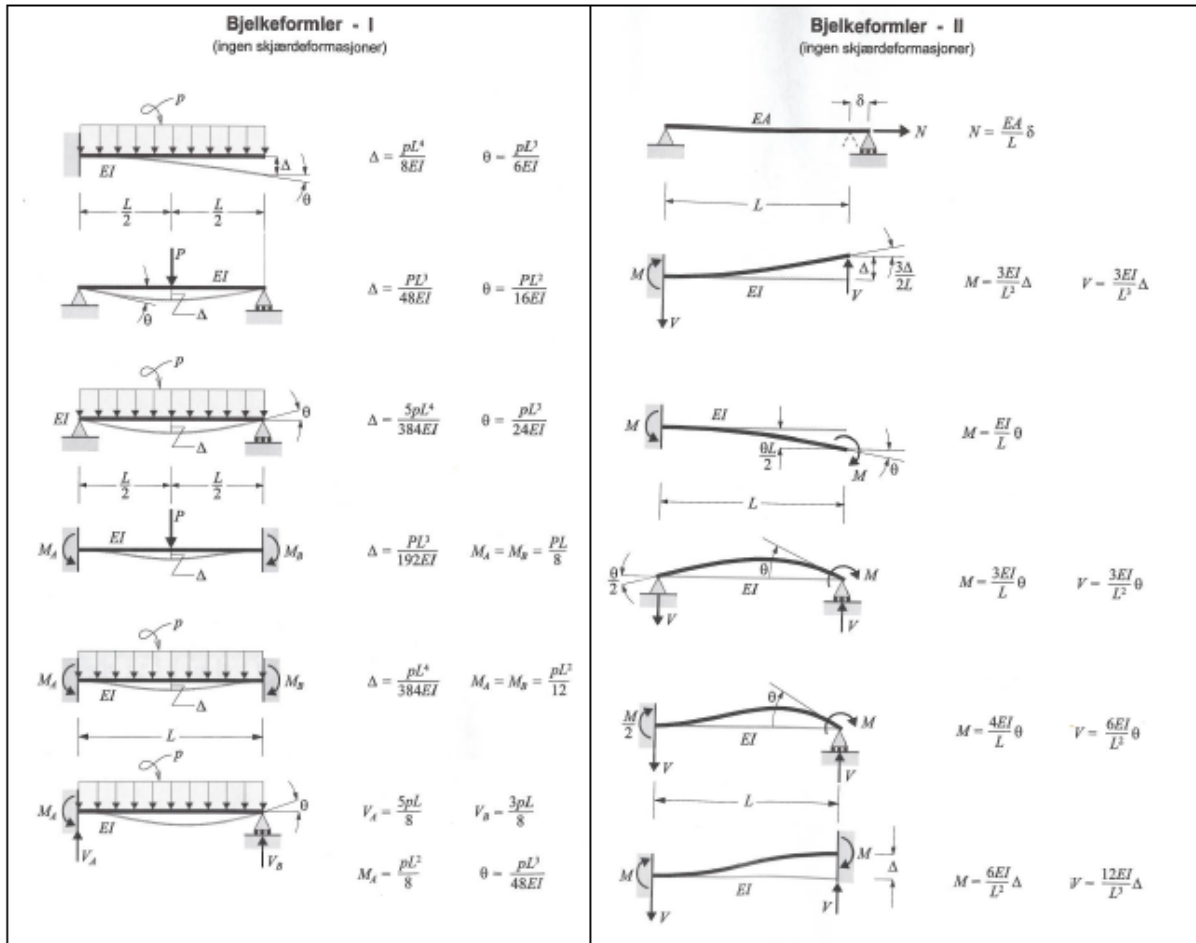 Bjelkeformler - I
(ingen skjærdeformasjoner)
p
EI
Δ
θ
Δ = pL⁴/8EI θ = pL³/6EI
L/2 L/2
P
EI
θ
Δ
Δ = PL³/48EI θ = PL²/16EI
p
EI
θ
Δ
Δ = 5pL⁴/384EI θ = pL³/24EI
L/2 L/2
P
M_A EI M_B
Δ
Δ = PL³/192EI M_A = M_B = PL/8
p
M_A EI M_B
Δ
Δ = pL⁴/384EI M_A = M_B = pL²/12
L
p
M_A EI θ
V_A V_B
V_A = 5pL/8 V_B = 3pL/8
M_A = pL²/8 θ = pL³/48EI
Bjelkeformler - II
(ingen skjærdeformasjoner)
δ
EA
N
N = EA/L δ
L
M EI Δ 3Δ/2L
V V
M = 3EI/L² Δ V = 3EI/L³ Δ
M EI
θL/2 M θ
M = EI/L θ
L
θ/2 EI θ M
V V
M = 3EI/L θ V = 3EI/L² θ
M/2 EI θ M
V V
M = 4EI/L θ V = 6EI/L² θ
L
M EI M Δ
V V
M = 6EI/L² Δ V = 12EI/L³ Δ